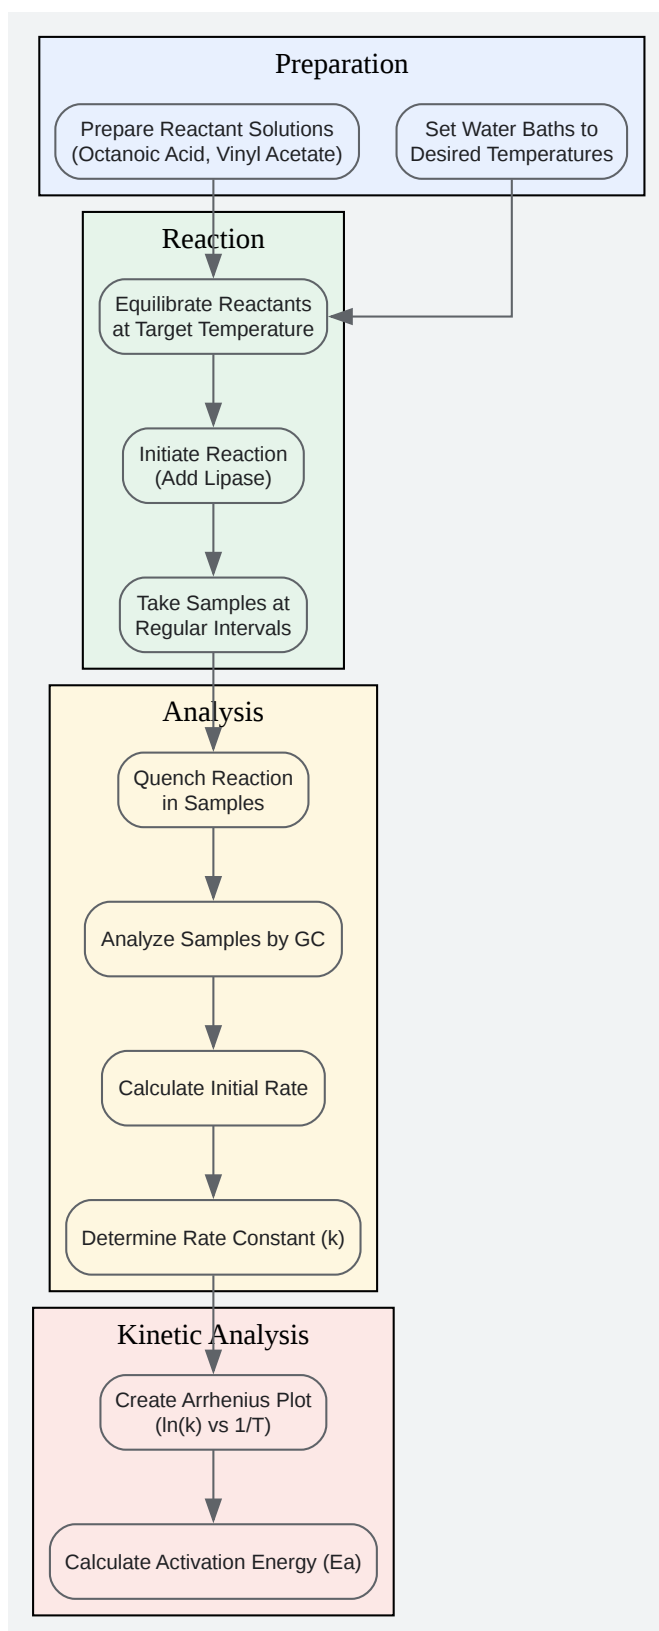 Preparation
Prepare Reactant Solutions
(Octanoic Acid, Vinyl Acetate)
Set Water Baths to
Desired Temperatures
Reaction
Equilibrate Reactants
at Target Temperature
Initiate Reaction
(Add Lipase)
Take Samples at
Regular Intervals
Analysis
Quench Reaction
in Samples
Analyze Samples by GC
Calculate Initial Rate
Determine Rate Constant (k)
Kinetic Analysis
Create Arrhenius Plot
(ln(k) vs 1/T)
Calculate Activation Energy (Ea)